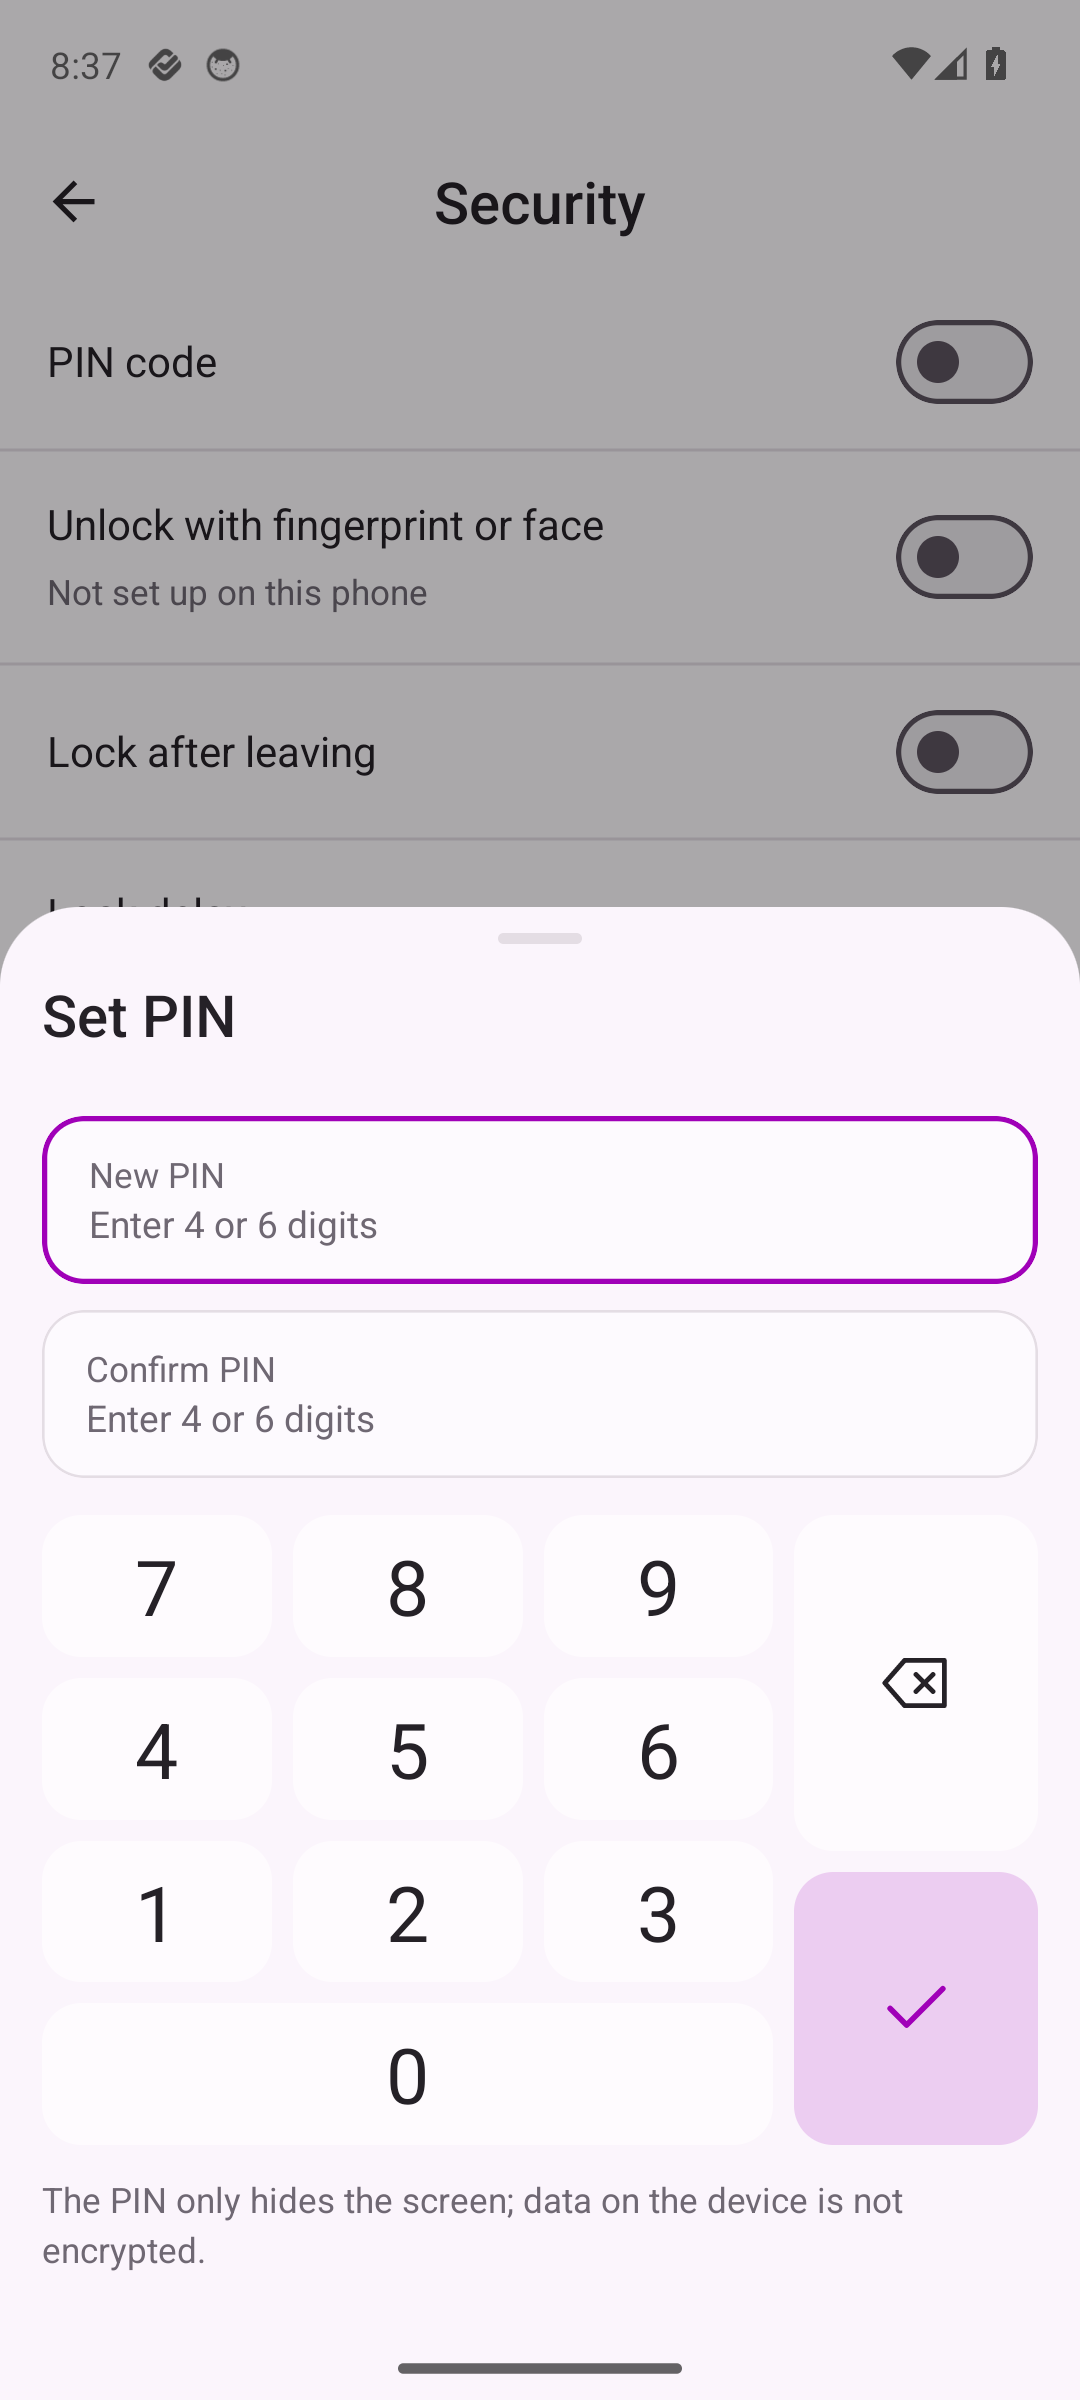 8:37
Security
PIN code
Unlock with fingerprint or face
Not set up on this phone
Lock after leaving
Set PIN
New PIN
Enter 4 or 6 digits
Confirm PIN
Enter 4 or 6 digits
7 8 9
4 5 6
1 2 3
0
The PIN only hides the screen; data on the device is not
encrypted.